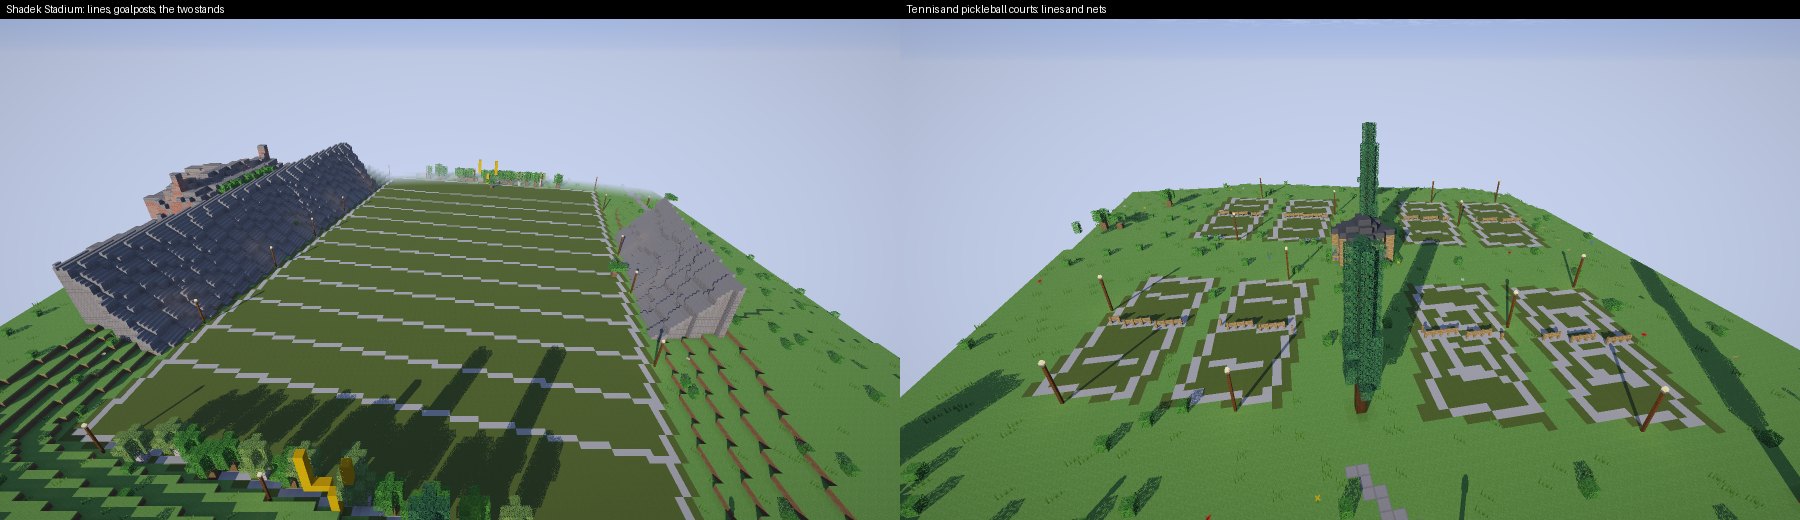 Shadek Stadium: lines, goalposts, the two stands
Tennis and pickleball courts: lines and nets